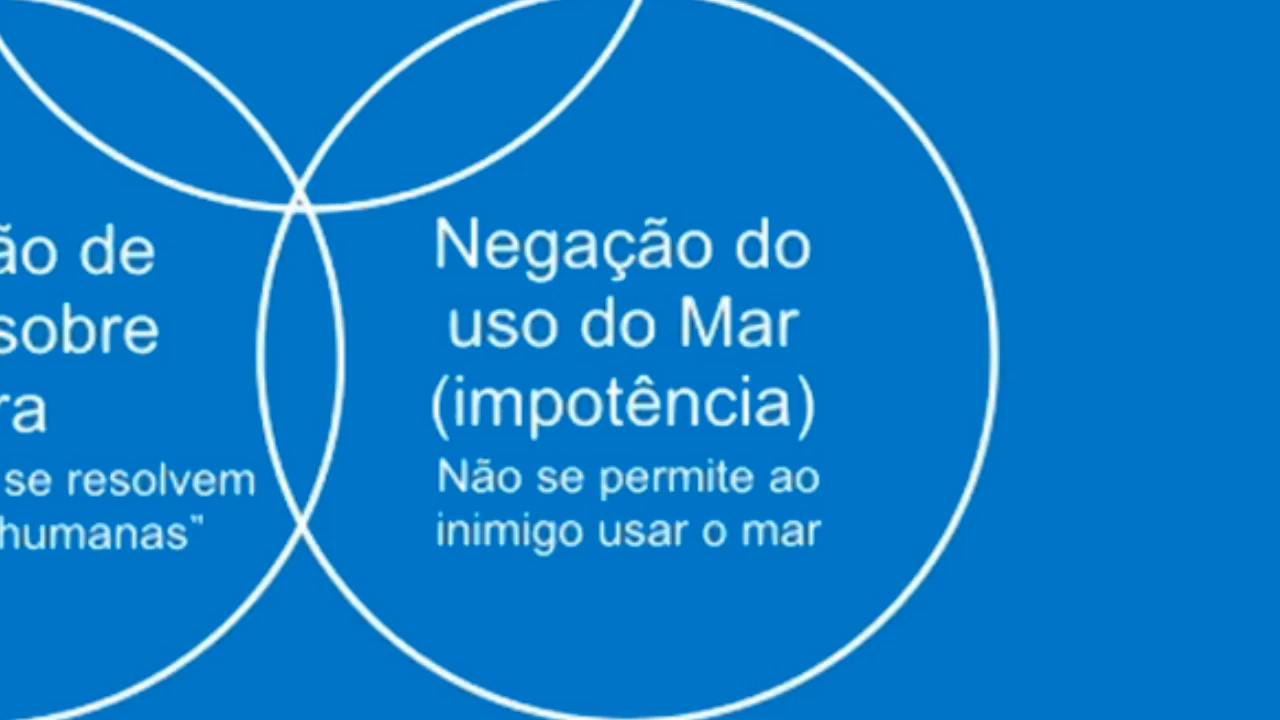 ão de
sobre
ra
se resolvem
humanas"
Negação do
uso do Mar
(impotência)
Não se permite ao
inimigo usar o mar